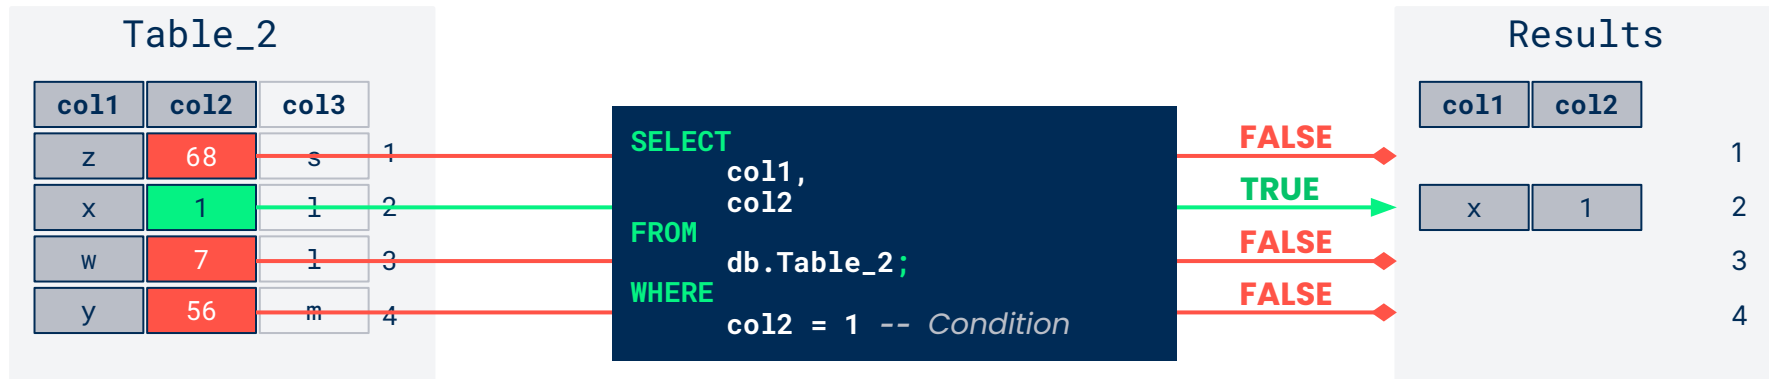 Table_2
col1 col2 col3
z 68 s 1
x 1 l 2
w 7 l 3
y 56 m 4
SELECT
col1,
col2
FROM
db.Table_2;
WHERE
col2 = 1 -- Condition
FALSE
TRUE
FALSE
FALSE
Results
col1 col2
1
x 1 2
3
4